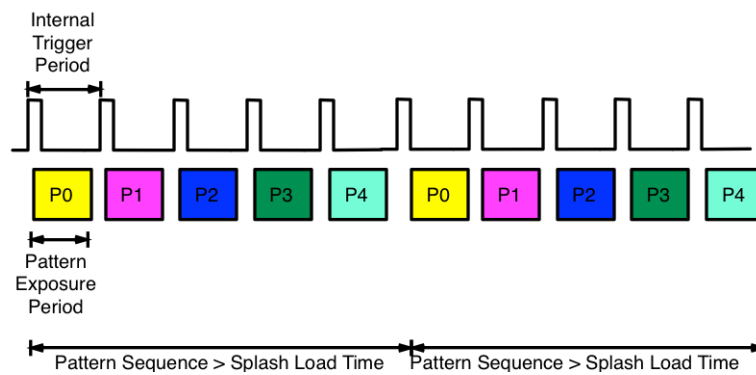 Internal
Trigger
Period
P0 P1 P2 P3 P4 P0 P1 P2 P3 P4
Pattern
Exposure
Period
Pattern Sequence > Splash Load Time Pattern Sequence > Splash Load Time